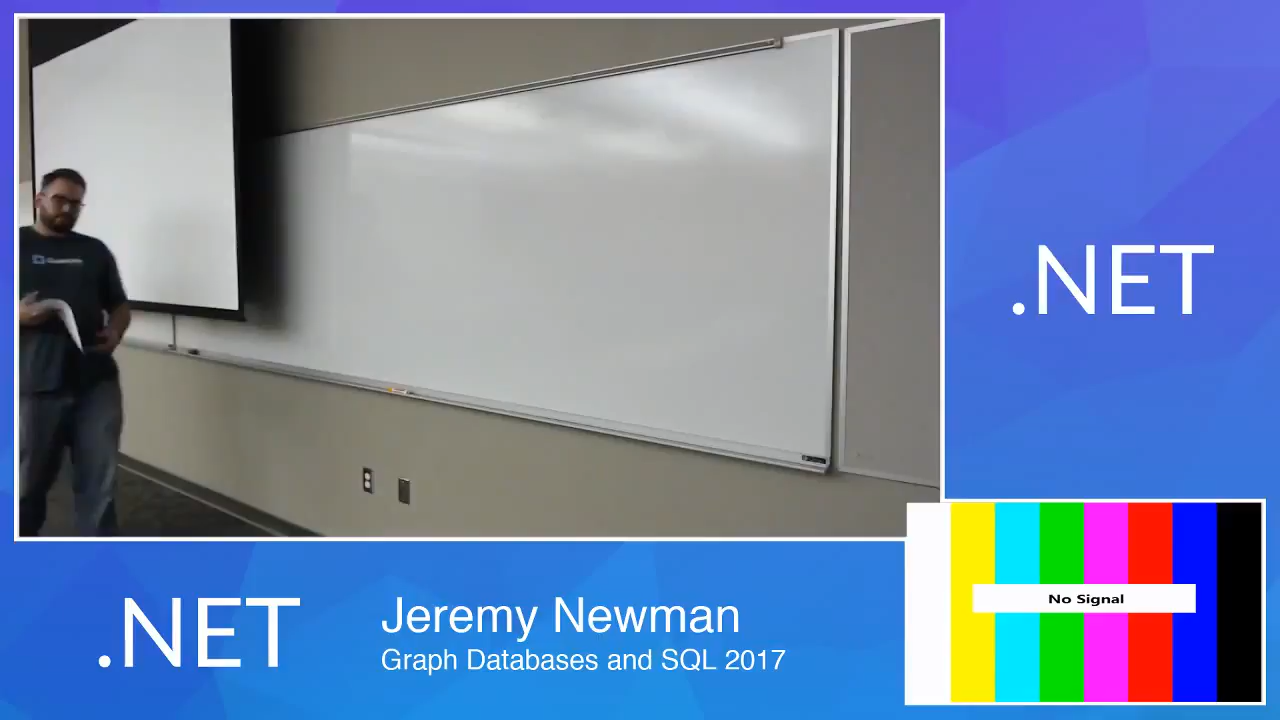 .NET
.NET
Jeremy Newman
Graph Databases and SQL 2017
No Signal